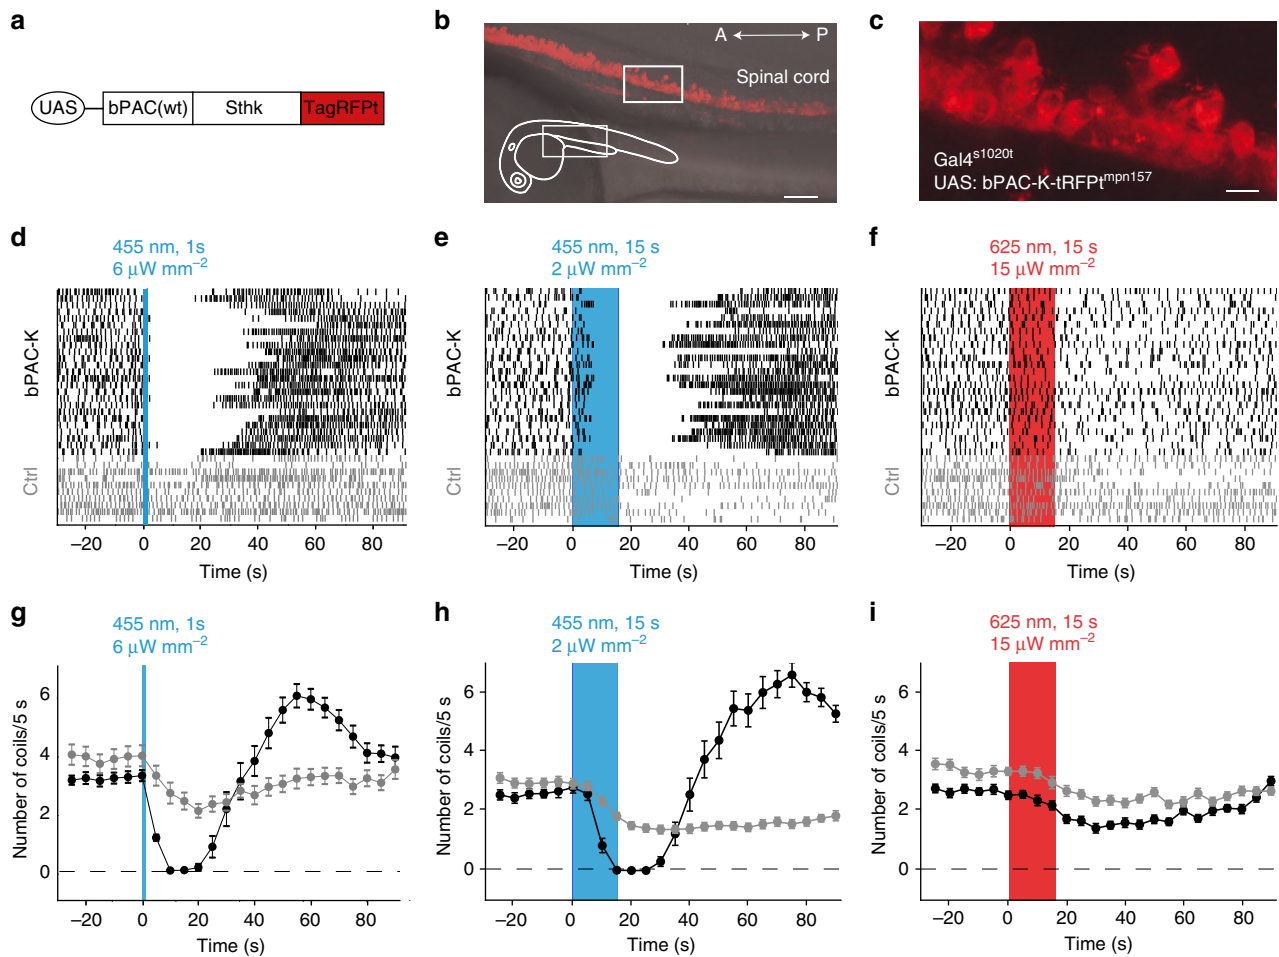 a
UAS
bPAC(wt)
Sthk
TagRFPt
b
A P
Spinal cord
c
Gal4s1020t
UAS: bPAC-K-tRFPtmpn157
d
455 nm, 1s
6 μW mm−2
bPAC-K
Ctrl
−20 0 20 40 60 80
Time (s)
e
455 nm, 15 s
2 μW mm−2
bPAC-K
Ctrl
−20 0 20 40 60 80
Time (s)
f
625 nm, 15 s
15 μW mm−2
bPAC-K
Ctrl
−20 0 20 40 60 80
Time (s)
g
455 nm, 1s
6 μW mm−2
Number of coils/5 s
6
4
2
0
−20 0 20 40 60 80
Time (s)
h
455 nm, 15 s
2 μW mm−2
Number of coils/5 s
6
4
2
0
−20 0 20 40 60 80
Time (s)
i
625 nm, 15 s
15 μW mm−2
Number of coils/5 s
6
4
2
0
−20 0 20 40 60 80
Time (s)